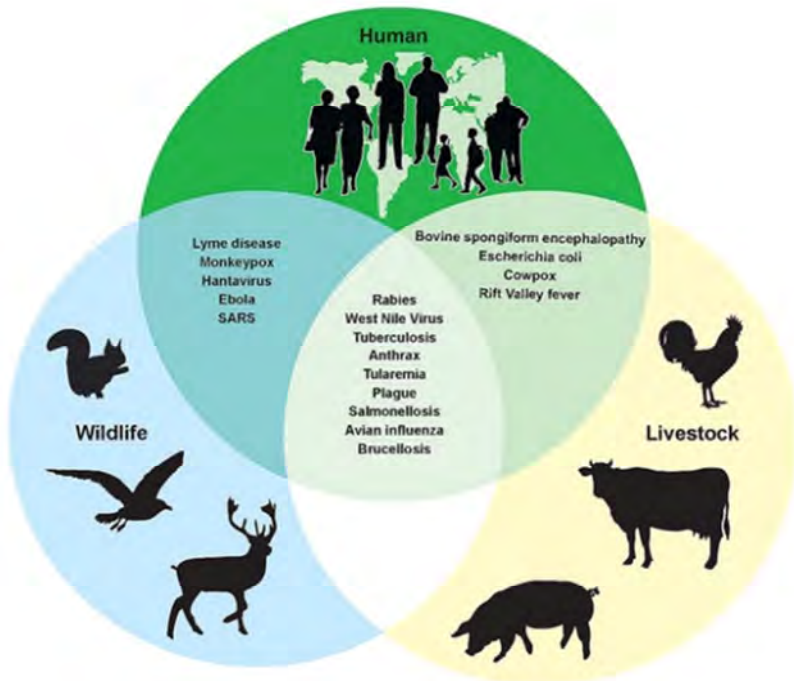 Human
Lyme disease
Monkeypox
Hantavirus
Ebola
SARS
Bovine spongiform encephalopathy
Escherichia coli
Cowpox
Rift Valley fever
Rabies
West Nile Virus
Tuberculosis
Anthrax
Tularemia
Plague
Salmonellosis
Avian influenza
Brucellosis
Wildlife
Livestock